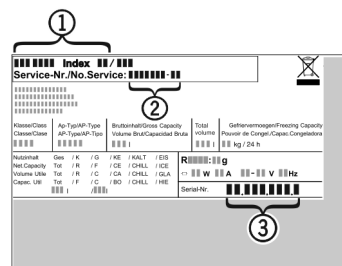 1
Index /
Service-Nr./No.Service: -
2
Klasse/Class
Classe/Clase
Ap-Typ/AP-Type
AP-Type/AP-Tipo
Bruttoinhalt/Gross Capacity
Volume Brut/Capacidad Bruta
l
Total
volume
l
Gefriervermoegen/Freezing Capacity
Pouvoir de Congel./Capac.Congeladora
kg / 24 h
Nutzinhalt Ges / K / G / KE / KALT / EIS
Net.Capacity Tot / R / F / CE / CHILL / ICE
Volume Utile Tot / R / C / CA / CHILL / GLA
Capac. Util Tot / F / C / BO / CHILL / HIE
l / l
R : g
W A - V Hz
Serial-Nr. . . .
3